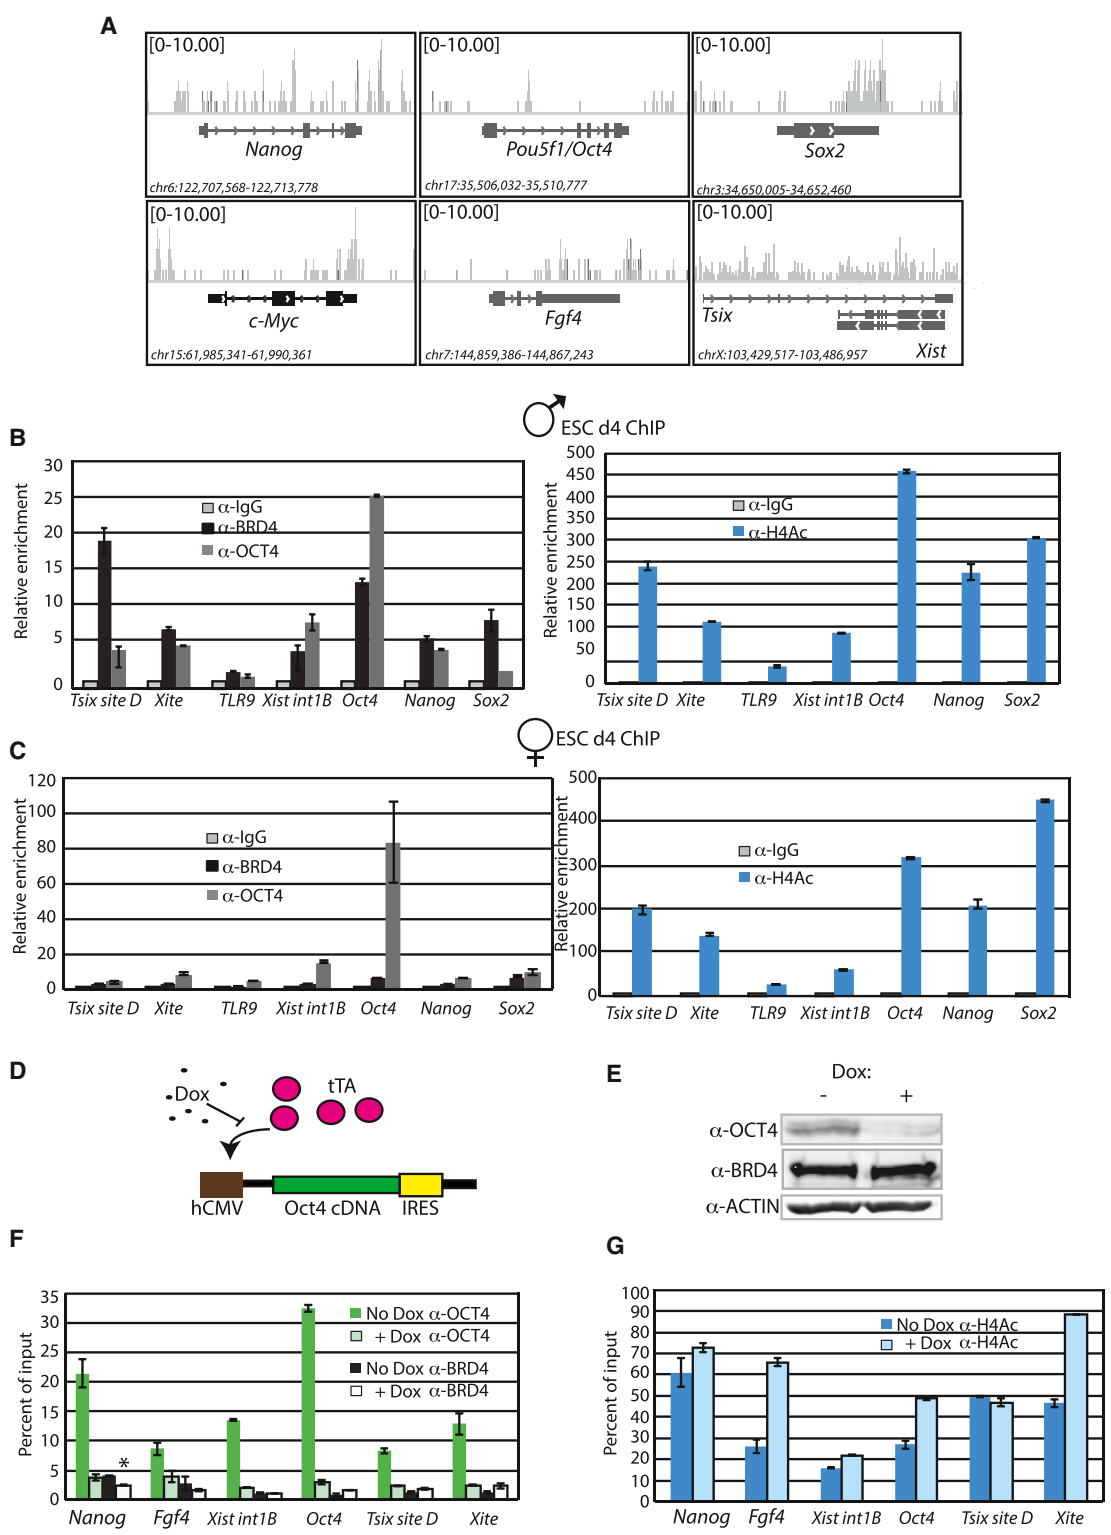 A
[0-10.00]
Nanog
chr6:122,707,568-122,713,778
[0-10.00]
Pou5f1/Oct4
chr17:35,506,032-35,510,777
[0-10.00]
Sox2
chr3:34,650,005-34,652,460
[0-10.00]
c-Myc
chr15:61,985,341-61,990,361
[0-10.00]
Fgf4
chr7:144,859,386-144,867,243
[0-10.00]
Tsix
Xist
chrX:103,429,517-103,486,957
B
ESC d4 ChIP
Relative enrichment
30
25
20
15
10
5
0
α-IgG
α-BRD4
α-OCT4
Tsix site D Xite TLR9 Xist int1B Oct4 Nanog Sox2
Relative enrichment
500
450
400
350
300
250
200
150
100
50
0
α-IgG
α-H4Ac
Tsix site D Xite TLR9 Xist int1B Oct4 Nanog Sox2
C
ESC d4 ChIP
Relative enrichment
120
100
80
60
40
20
0
α-IgG
α-BRD4
α-OCT4
Tsix site D Xite TLR9 Xist int1B Oct4 Nanog Sox2
Relative enrichment
500
400
300
200
100
0
α-IgG
α-H4Ac
Tsix site D Xite TLR9 Xist int1B Oct4 Nanog Sox2
D
Dox
tTA
hCMV Oct4 cDNA IRES
E
Dox:
- +
α-OCT4
α-BRD4
α-ACTIN
F
Percent of input
35
30
25
20
15
10
5
0
No Dox α-OCT4
+ Dox α-OCT4
No Dox α-BRD4
+ Dox α-BRD4
*
Nanog Fgf4 Xist int1B Oct4 Tsix site D Xite
G
Percent of input
100
90
80
70
60
50
40
30
20
10
0
No Dox α-H4Ac
+ Dox α-H4Ac
Nanog Fgf4 Xist int1B Oct4 Tsix site D Xite